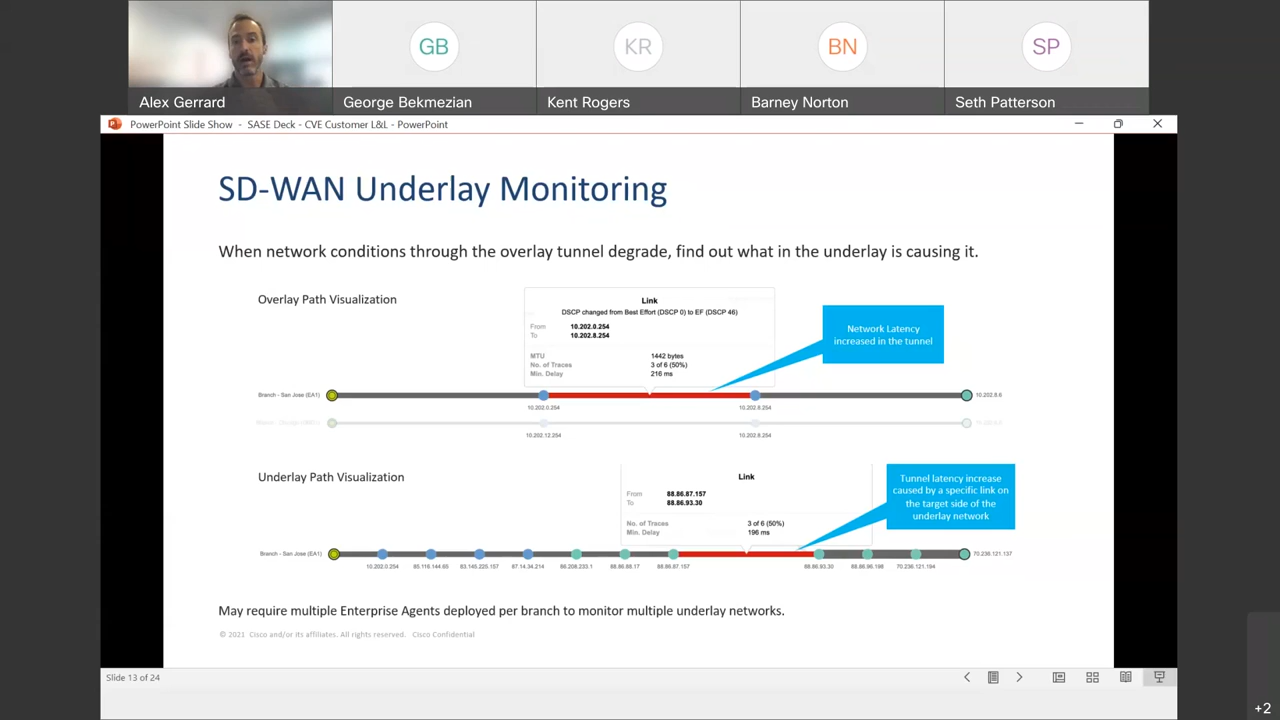 GB
KR
BN
SP
Alex Gerrard
George Bekmezian
Kent Rogers
Barney Norton
Seth Patterson
PowerPoint Slide Show - SASE Deck - CVE Customer L&L - PowerPoint
SD-WAN Underlay Monitoring
When network conditions through the overlay tunnel degrade, find out what in the underlay is causing it.
Overlay Path Visualization
Link
DSCP changed from Best Effort (DSCP 0) to EF (DSCP 46)
From 10.202.0.254
To 10.202.8.254
MTU 1442 bytes
No. of Traces 3 of 6 (50%)
Min. Delay 216 ms
Network Latency
increased in the tunnel
Branch - San Jose (EA1)
10.202.8.6
10.202.0.254
10.202.8.254
10.202.12.254
10.202.8.254
Underlay Path Visualization
Link
From 88.86.87.157
To 88.86.93.30
No. of Traces 3 of 6 (50%)
Min. Delay 196 ms
Tunnel latency increase
caused by a specific link on
the target side of the
underlay network
Branch - San Jose (EA1)
70.236.121.137
10.202.0.254
87.14.34.214
88.86.88.17
88.86.87.157
88.86.93.30
70.236.121.194
May require multiple Enterprise Agents deployed per branch to monitor multiple underlay networks.
© 2021 Cisco and/or its affiliates. All rights reserved. Cisco Confidential
Slide 13 of 24
+2